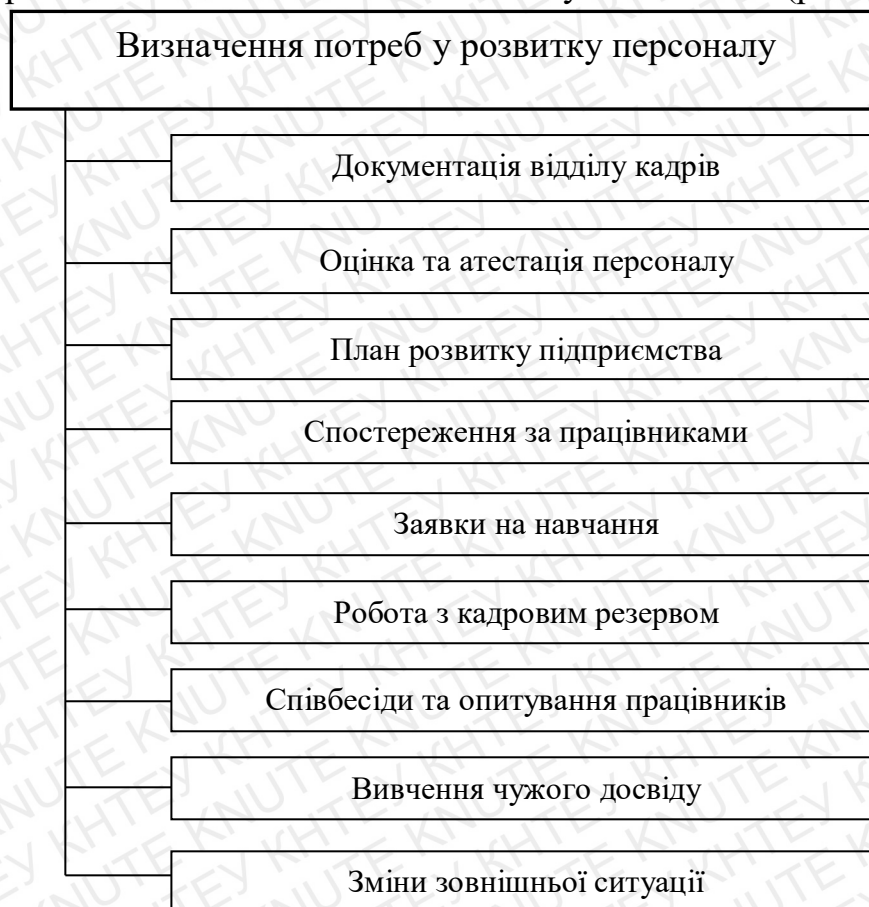 Визначення потреб у розвитку персоналу
Документація відділу кадрів
Оцінка та атестація персоналу
План розвитку підприємства
Спостереження за працівниками
Заявки на навчання
Робота з кадровим резервом
Співбесіди та опитування працівників
Вивчення чужого досвіду
Зміни зовнішньої ситуації